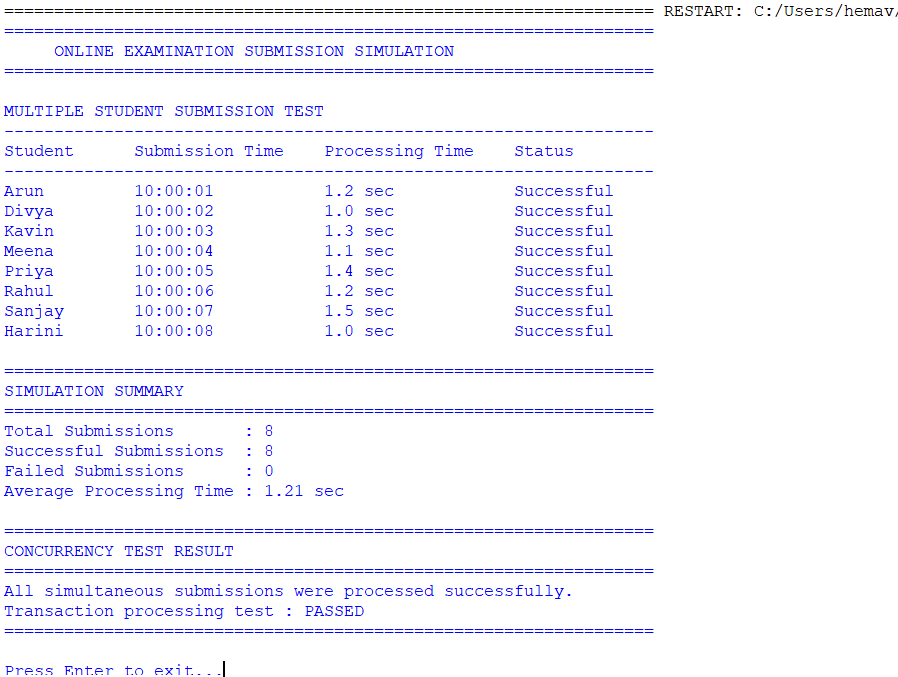 ================================================================= RESTART: C:/Users/hemav/
=================================================================
     ONLINE EXAMINATION SUBMISSION SIMULATION
=================================================================

MULTIPLE STUDENT SUBMISSION TEST
-----------------------------------------------------------------
Student      Submission Time    Processing Time    Status
-----------------------------------------------------------------
Arun         10:00:01           1.2 sec            Successful
Divya        10:00:02           1.0 sec            Successful
Kavin        10:00:03           1.3 sec            Successful
Meena        10:00:04           1.1 sec            Successful
Priya        10:00:05           1.4 sec            Successful
Rahul        10:00:06           1.2 sec            Successful
Sanjay       10:00:07           1.5 sec            Successful
Harini       10:00:08           1.0 sec            Successful

=================================================================
SIMULATION SUMMARY
=================================================================
Total Submissions       : 8
Successful Submissions  : 8
Failed Submissions      : 0
Average Processing Time : 1.21 sec

=================================================================
CONCURRENCY TEST RESULT
=================================================================
All simultaneous submissions were processed successfully.
Transaction processing test : PASSED
=================================================================

Press Enter to exit...